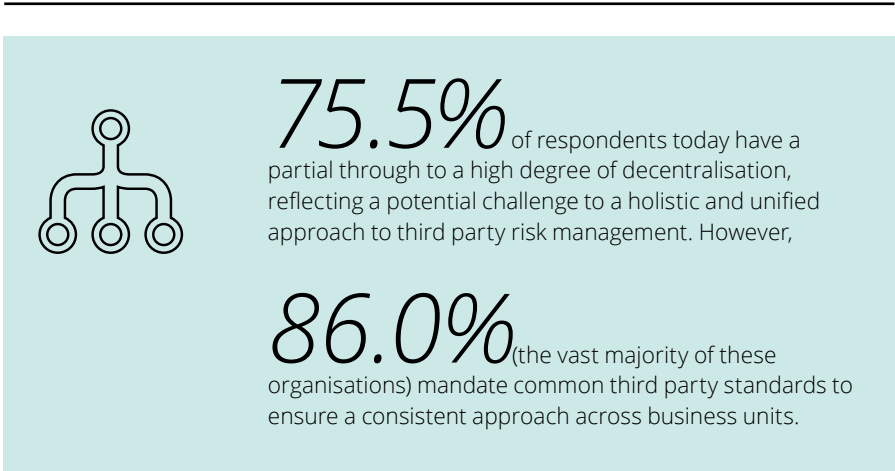 75.5% of respondents today have a
partial through to a high degree of decentralisation,
reflecting a potential challenge to a holistic and unified
approach to third party risk management. However,
86.0% (the vast majority of these
organisations) mandate common third party standards to
ensure a consistent approach across business units.